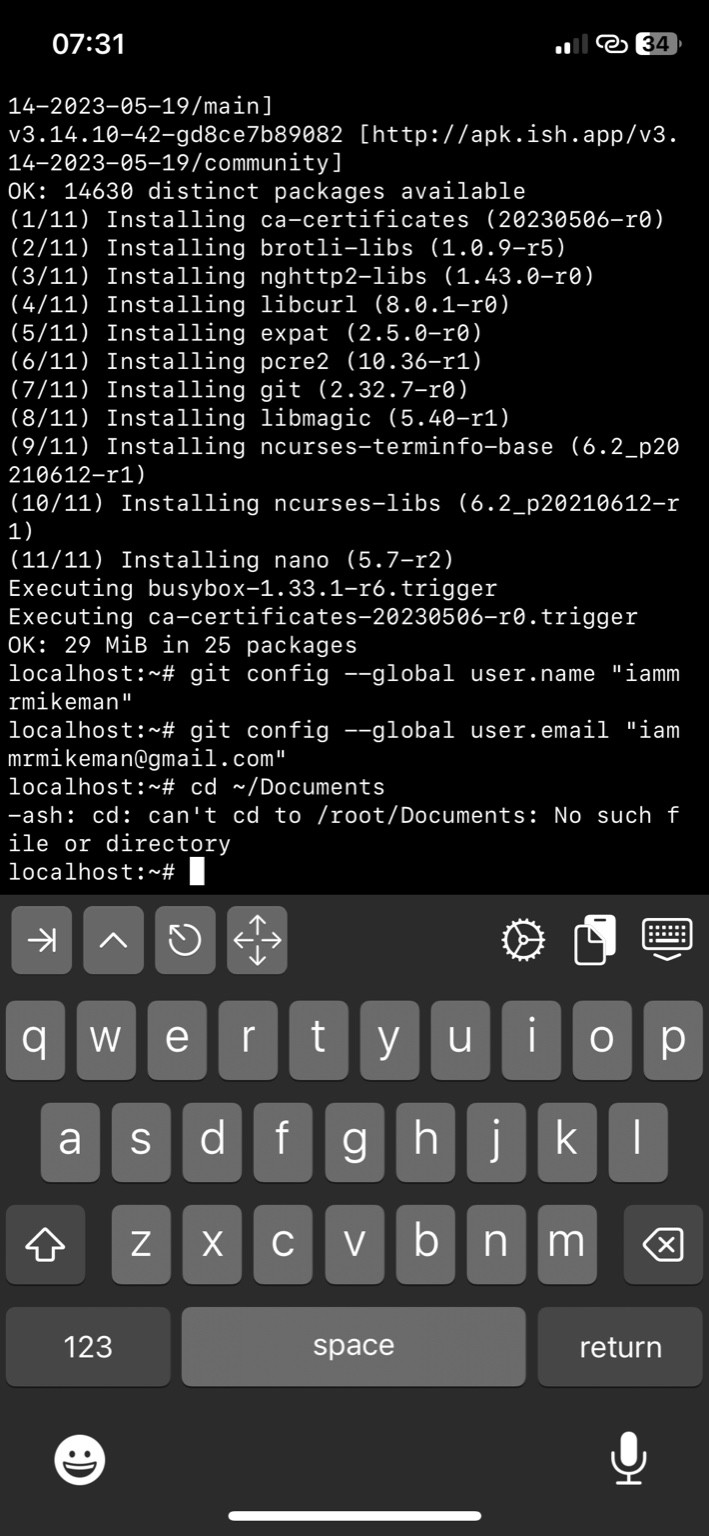 07:31
34
14-2023-05-19/main]
v3.14.10-42-gd8ce7b89082 [http://apk.ish.app/v3.
14-2023-05-19/community]
OK: 14630 distinct packages available
(1/11) Installing ca-certificates (20230506-r0)
(2/11) Installing brotli-libs (1.0.9-r5)
(3/11) Installing nghttp2-libs (1.43.0-r0)
(4/11) Installing libcurl (8.0.1-r0)
(5/11) Installing expat (2.5.0-r0)
(6/11) Installing pcre2 (10.36-r1)
(7/11) Installing git (2.32.7-r0)
(8/11) Installing libmagic (5.40-r1)
(9/11) Installing ncurses-terminfo-base (6.2_p20
210612-r1)
(10/11) Installing ncurses-libs (6.2_p20210612-r
1)
(11/11) Installing nano (5.7-r2)
Executing busybox-1.33.1-r6.trigger
Executing ca-certificates-20230506-r0.trigger
OK: 29 MiB in 25 packages
localhost:~# git config --global user.name "iamm
rmikeman"
localhost:~# git config --global user.email "iam
mrmikeman@gmail.com"
localhost:~# cd ~/Documents
-ash: cd: can't cd to /root/Documents: No such f
ile or directory
localhost:~#
q w e r t y u i o p
a s d f g h j k l
z x c v b n m
123 space return